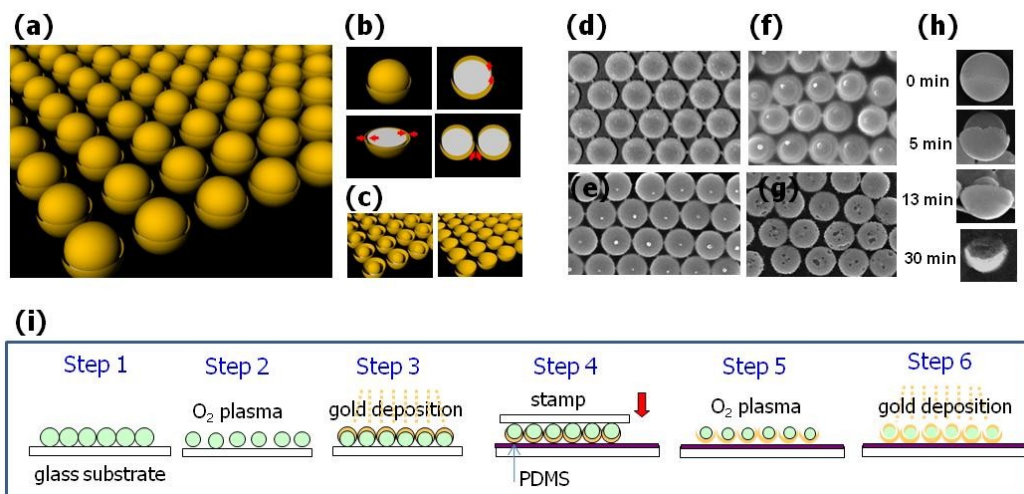 (a)
(b)
(c)
(d)
(e)
(f)
(g)
(h)
0 min
5 min
13 min
30 min
(i)
Step 1
glass substrate
Step 2
O2 plasma
Step 3
gold deposition
Step 4
stamp
PDMS
Step 5
O2 plasma
Step 6
gold deposition